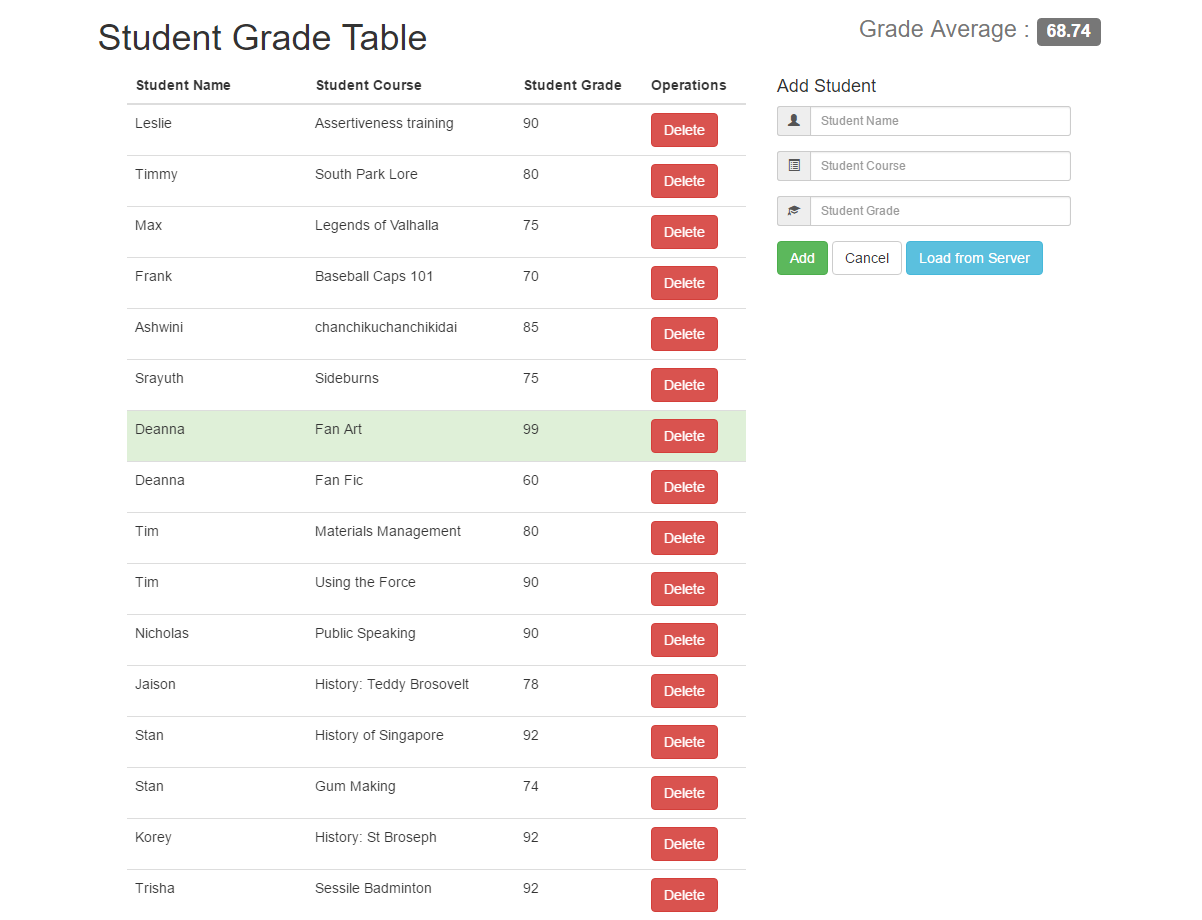 Student Grade Table
Grade Average : 68.74
Student Name Student Course Student Grade Operations
Leslie Assertiveness training 90 Delete
Timmy South Park Lore 80 Delete
Max Legends of Valhalla 75 Delete
Frank Baseball Caps 101 70 Delete
Ashwini chanchikuchanchikidai 85 Delete
Srayuth Sideburns 75 Delete
Deanna Fan Art 99 Delete
Deanna Fan Fic 60 Delete
Tim Materials Management 80 Delete
Tim Using the Force 90 Delete
Nicholas Public Speaking 90 Delete
Jaison History: Teddy Brosovelt 78 Delete
Stan History of Singapore 92 Delete
Stan Gum Making 74 Delete
Korey History: St Broseph 92 Delete
Trisha Sessile Badminton 92 Delete
Add Student
Student Name
Student Course
Student Grade
Add Cancel Load from Server